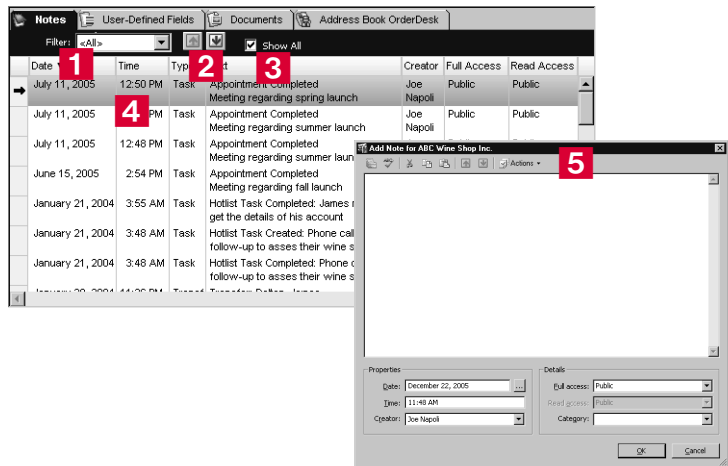 Notes User-Defined Fields Documents Address Book OrderDesk
Filter: <All> Show All
1 2 3
Date Time Creator Full Access Read Access
July 11, 2005 12:50 PM Task Appointment Completed Joe Public Public
Meeting regarding spring launch Napoli
4
July 11, 2005 PM Task Appointment Completed Joe Public Public
Meeting regarding summer launch Napoli
July 11, 2005 12:48 PM Task Appointment Completed
Meeting regarding summer laun
June 15, 2005 2:54 PM Task Appointment Completed
Meeting regarding fall launch
January 21, 2004 3:55 AM Task Hotlist Task Completed: James
get the details of his account
January 21, 2004 3:48 AM Task Hotlist Task Created: Phone cal
follow-up to asses their wine s
January 21, 2004 3:48 AM Task Hotlist Task Completed: Phone c
follow-up to asses their wine s
Add Note for ABC Wine Shop Inc.
Actions
5
Properties
Date: December 22, 2005 ...
Time: 11:48 AM
Creator: Joe Napoli
Details
Full access: Public
Read access: Public
Category:
OK Cancel